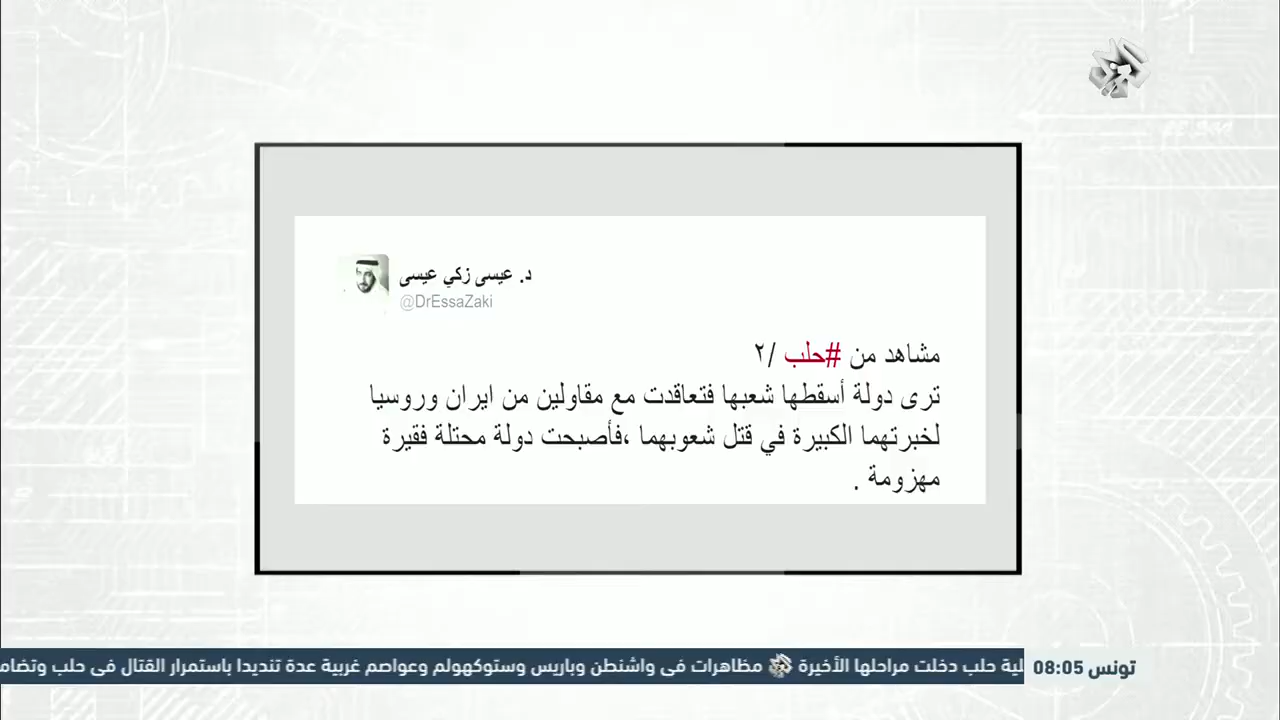 د. عيسى زكي عيسى
@DrEssaZaki
مشاهد من #حلب /٢
ترى دولة أسقطها شعبها فتعاقدت مع مقاولين من ايران وروسيا
لخبرتهما الكبيرة في قتل شعوبهما ،فأصبحت دولة محتلة فقيرة
مهزومة .
تونس 08:05
حلب دخلت مراحلها الأخيرة مظاهرات فى واشنطن وباريس وستوكهولم وعواصم غربية عدة تنديدا باستمرار القتال فى حلب